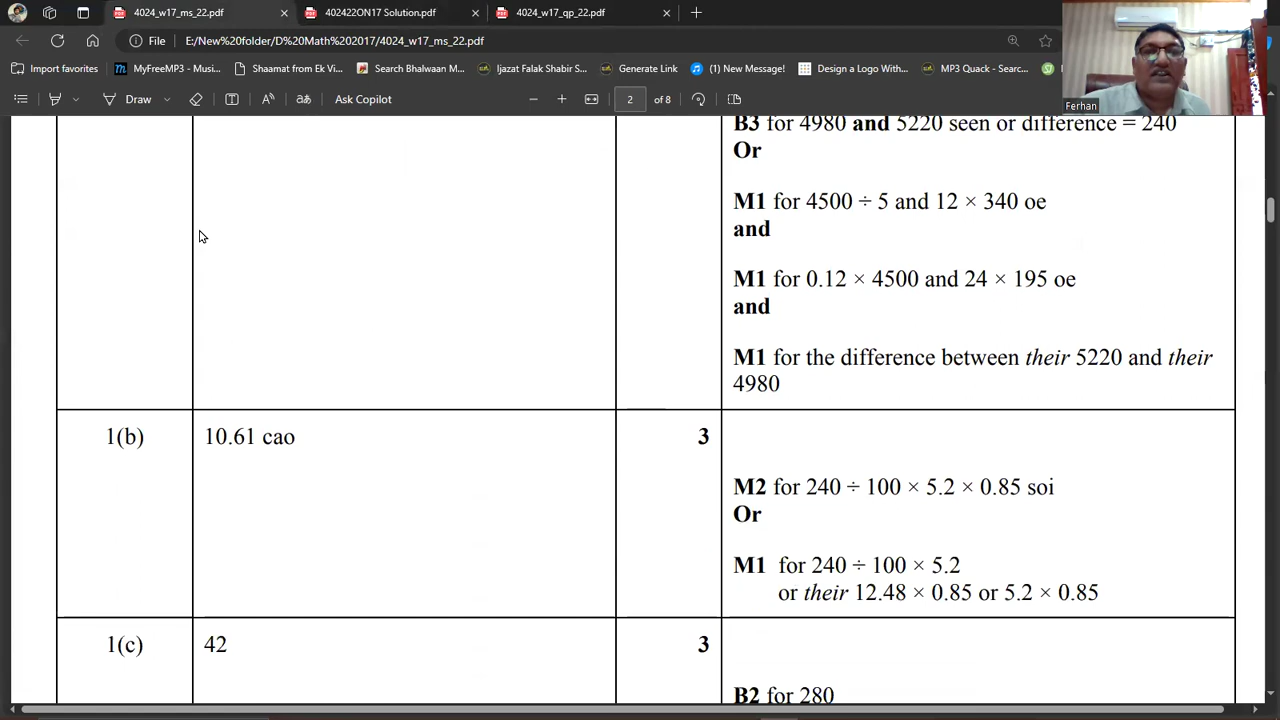 4024_w17_ms_22.pdf
402422ON17 Solution.pdf
4024_w17_qp_22.pdf
File
E:/New%20folder/D%20Math%202017/4024_w17_ms_22.pdf
Import favorites
MyFreeMP3 - Musi...
Shaamat from Ek Vi...
Search Bhalwaan M...
Ijazat Falak Shabir S...
Generate Link
(1) New Message!
Design a Logo With...
MP3 Quack - Searc...
Draw
Ask Copilot
2 of 8
Ferhan
B3 for 4980 and 5220 seen or difference = 240
Or
M1 for 4500 ÷ 5 and 12 × 340 oe
and
M1 for 0.12 × 4500 and 24 × 195 oe
and
M1 for the difference between their 5220 and their
4980
1(b) 10.61 cao 3
M2 for 240 ÷ 100 × 5.2 × 0.85 soi
Or
M1 for 240 ÷ 100 × 5.2
or their 12.48 × 0.85 or 5.2 × 0.85
1(c) 42 3
B2 for 280